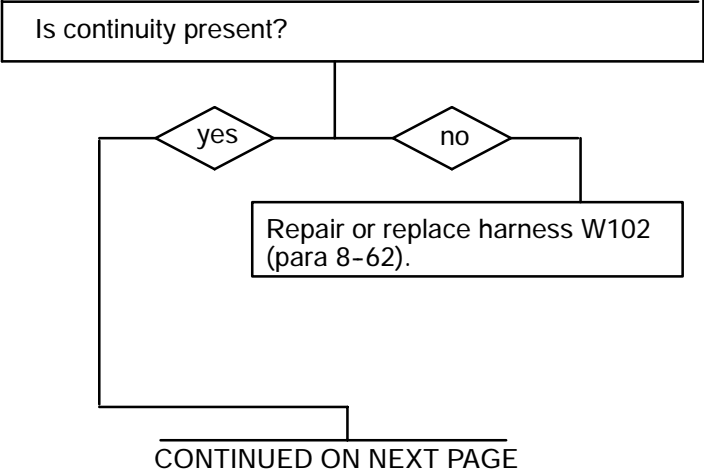 Is continuity present?
yes
no
Repair or replace harness W102
(para 8-62).
CONTINUED ON NEXT PAGE